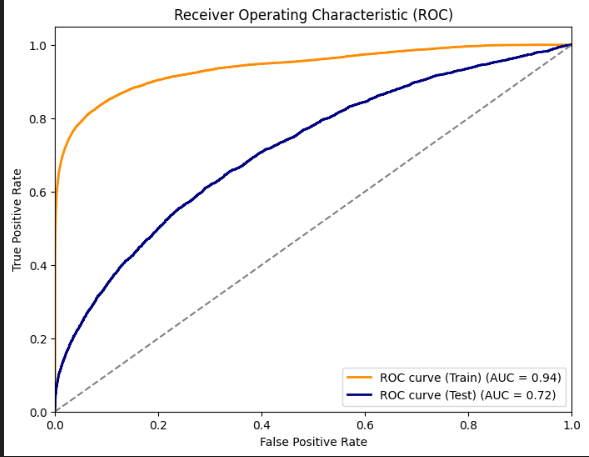 Receiver Operating Characteristic (ROC)
1.0
0.8
0.6
0.4
0.2
0.0
True Positive Rate
ROC curve (Train) (AUC = 0.94)
ROC curve (Test) (AUC = 0.72)
0.0 0.2 0.4 0.6 0.8 1.0
False Positive Rate